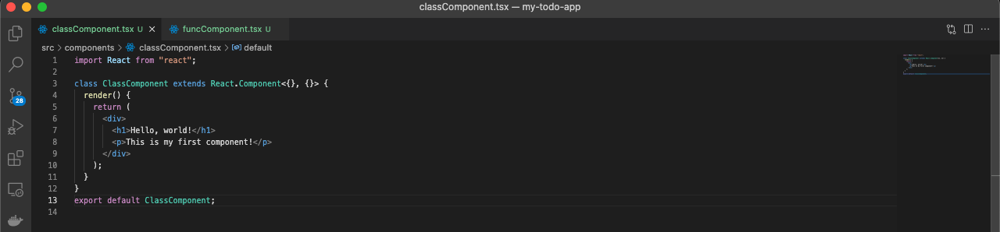 classComponent.tsx — my-todo-app
classComponent.tsx U × funcComponent.tsx U ···
src > components > classComponent.tsx > default
1 import React from "react";
2
3 class ClassComponent extends React.Component<{}, {}> {
4 render() {
5 return (
6 <div>
7 <h1>Hello, world!</h1>
8 <p>This is my first component!</p>
9 </div>
10 );
11 }
12 }
13 export default ClassComponent;
14
28